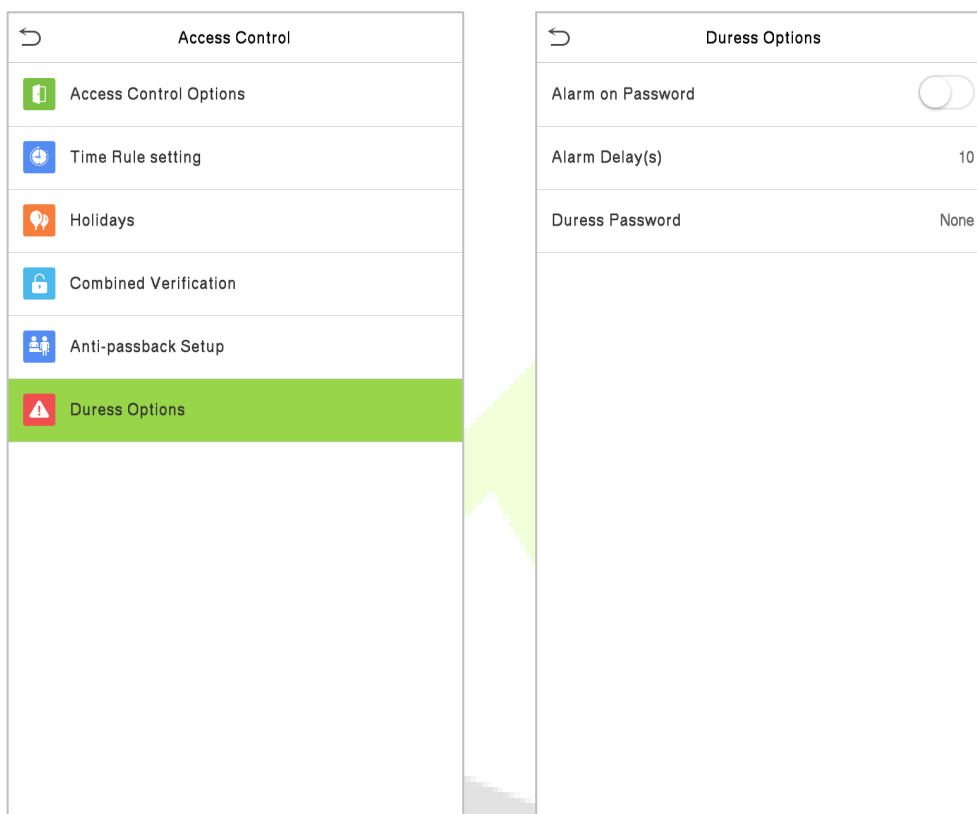 Access Control
Access Control Options
Time Rule setting
Holidays
Combined Verification
Anti-passback Setup
Duress Options
Duress Options
Alarm on Password
Alarm Delay(s) 10
Duress Password None